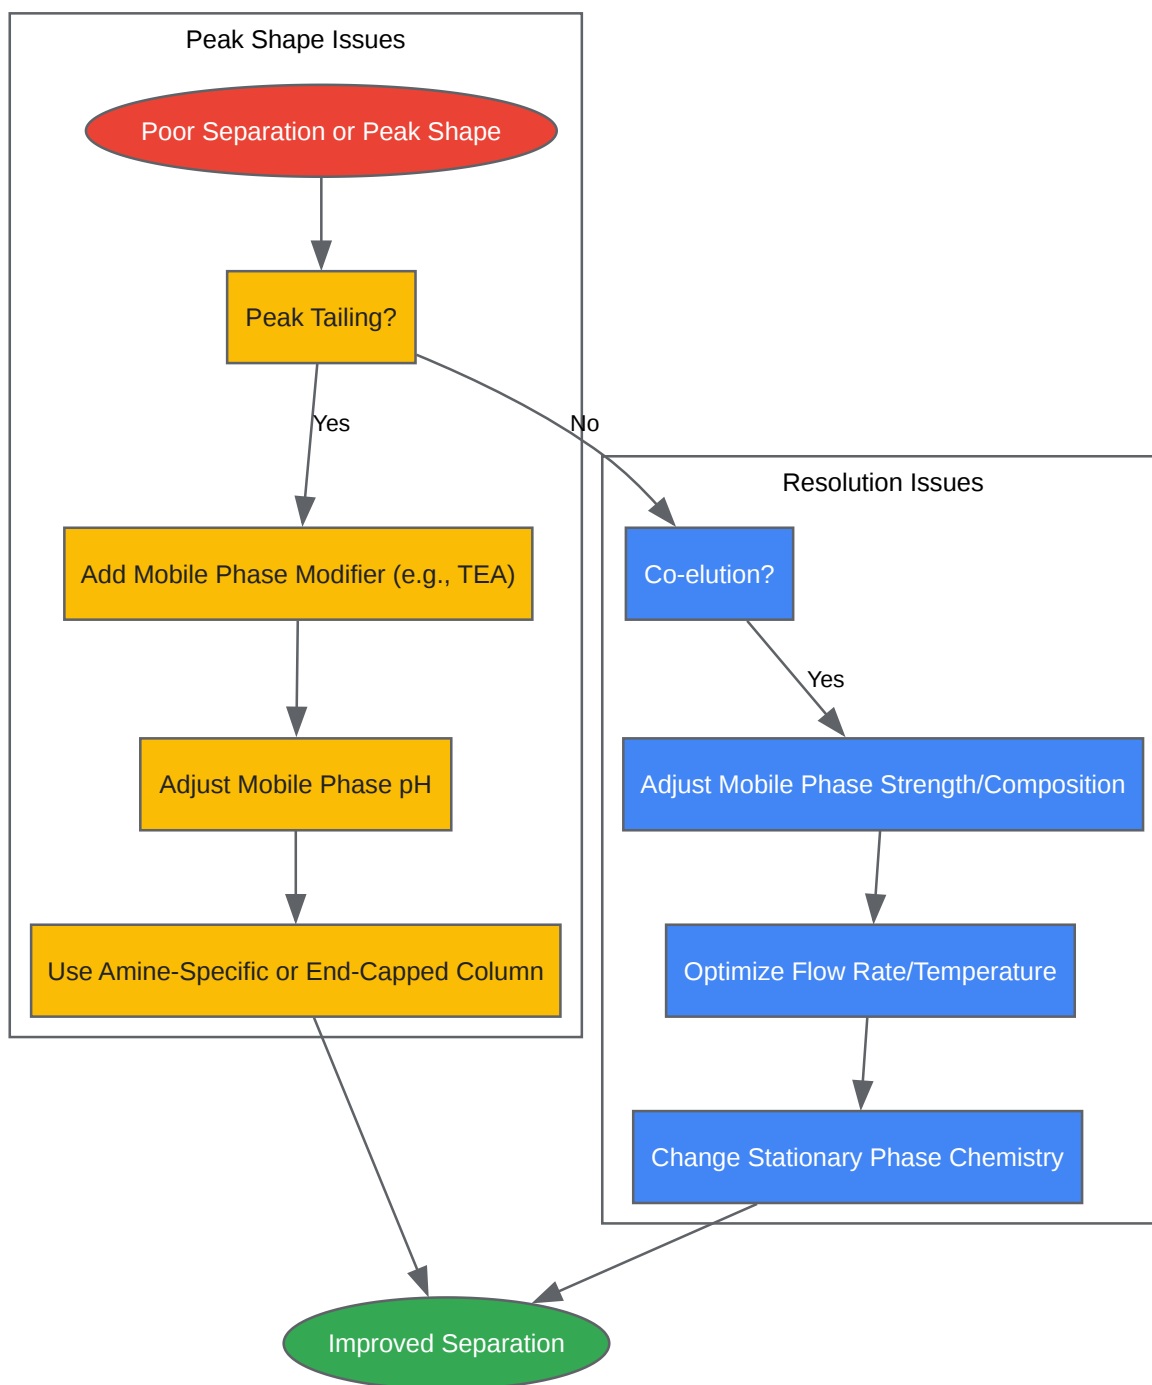 Peak Shape Issues
Poor Separation or Peak Shape
Peak Tailing?
Yes
No
Add Mobile Phase Modifier (e.g., TEA)
Adjust Mobile Phase pH
Use Amine-Specific or End-Capped Column
Resolution Issues
Co-elution?
Yes
Adjust Mobile Phase Strength/Composition
Optimize Flow Rate/Temperature
Change Stationary Phase Chemistry
Improved Separation